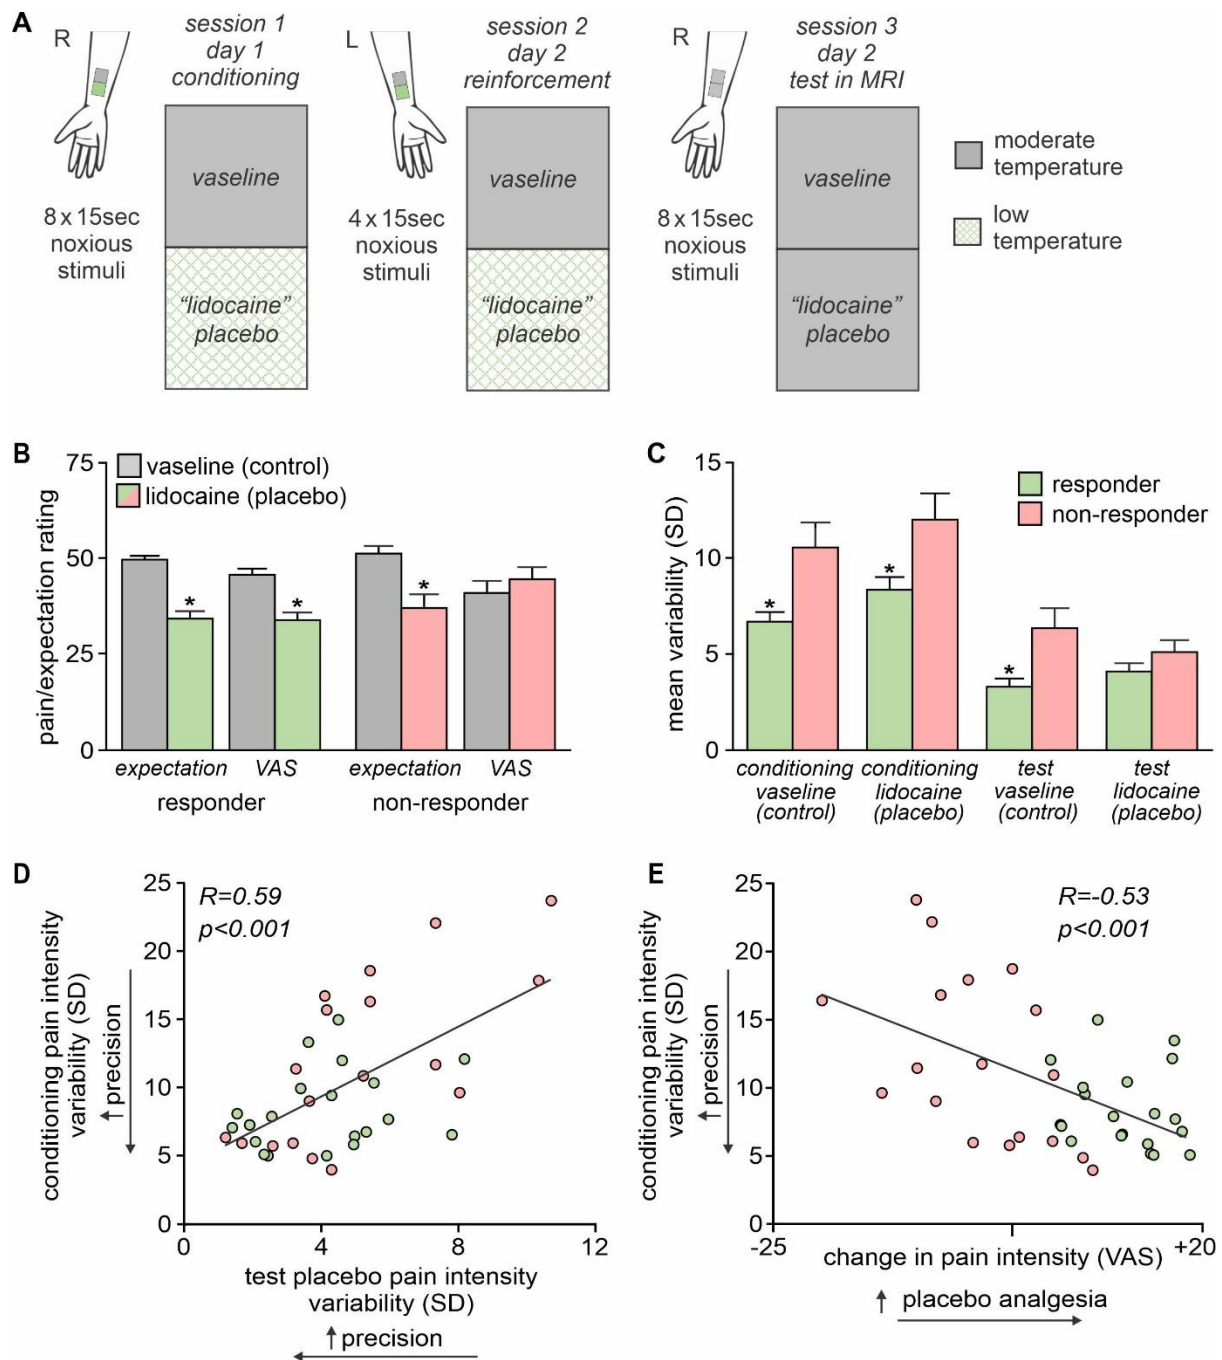 A
R
session 1
day 1
conditioning
vaseline
"lidocaine"
placebo
8 x 15sec
noxious
stimuli
L
session 2
day 2
reinforcement
vaseline
"lidocaine"
placebo
4 x 15sec
noxious
stimuli
R
session 3
day 2
test in MRI
vaseline
"lidocaine"
placebo
8 x 15sec
noxious
stimuli
moderate
temperature
low
temperature
B
75
50
25
0
pain/expectation rating
vaseline (control)
lidocaine (placebo)
*
*
*
expectation VAS expectation VAS
responder non-responder
C
15
10
5
0
mean variability (SD)
responder
non-responder
*
*
*
conditioning
vaseline
(control)
conditioning
lidocaine
(placebo)
test
vaseline
(control)
test
lidocaine
(placebo)
D
R=0.59
p<0.001
conditioning pain intensity
variability (SD)
↑ precision
25
20
15
10
5
0
0 4 8 12
test placebo pain intensity
variability (SD)
↑ precision
E
R=-0.53
p<0.001
conditioning pain intensity
variability (SD)
↑ precision
25
20
15
10
5
0
-25 +20
change in pain intensity (VAS)
↑ placebo analgesia